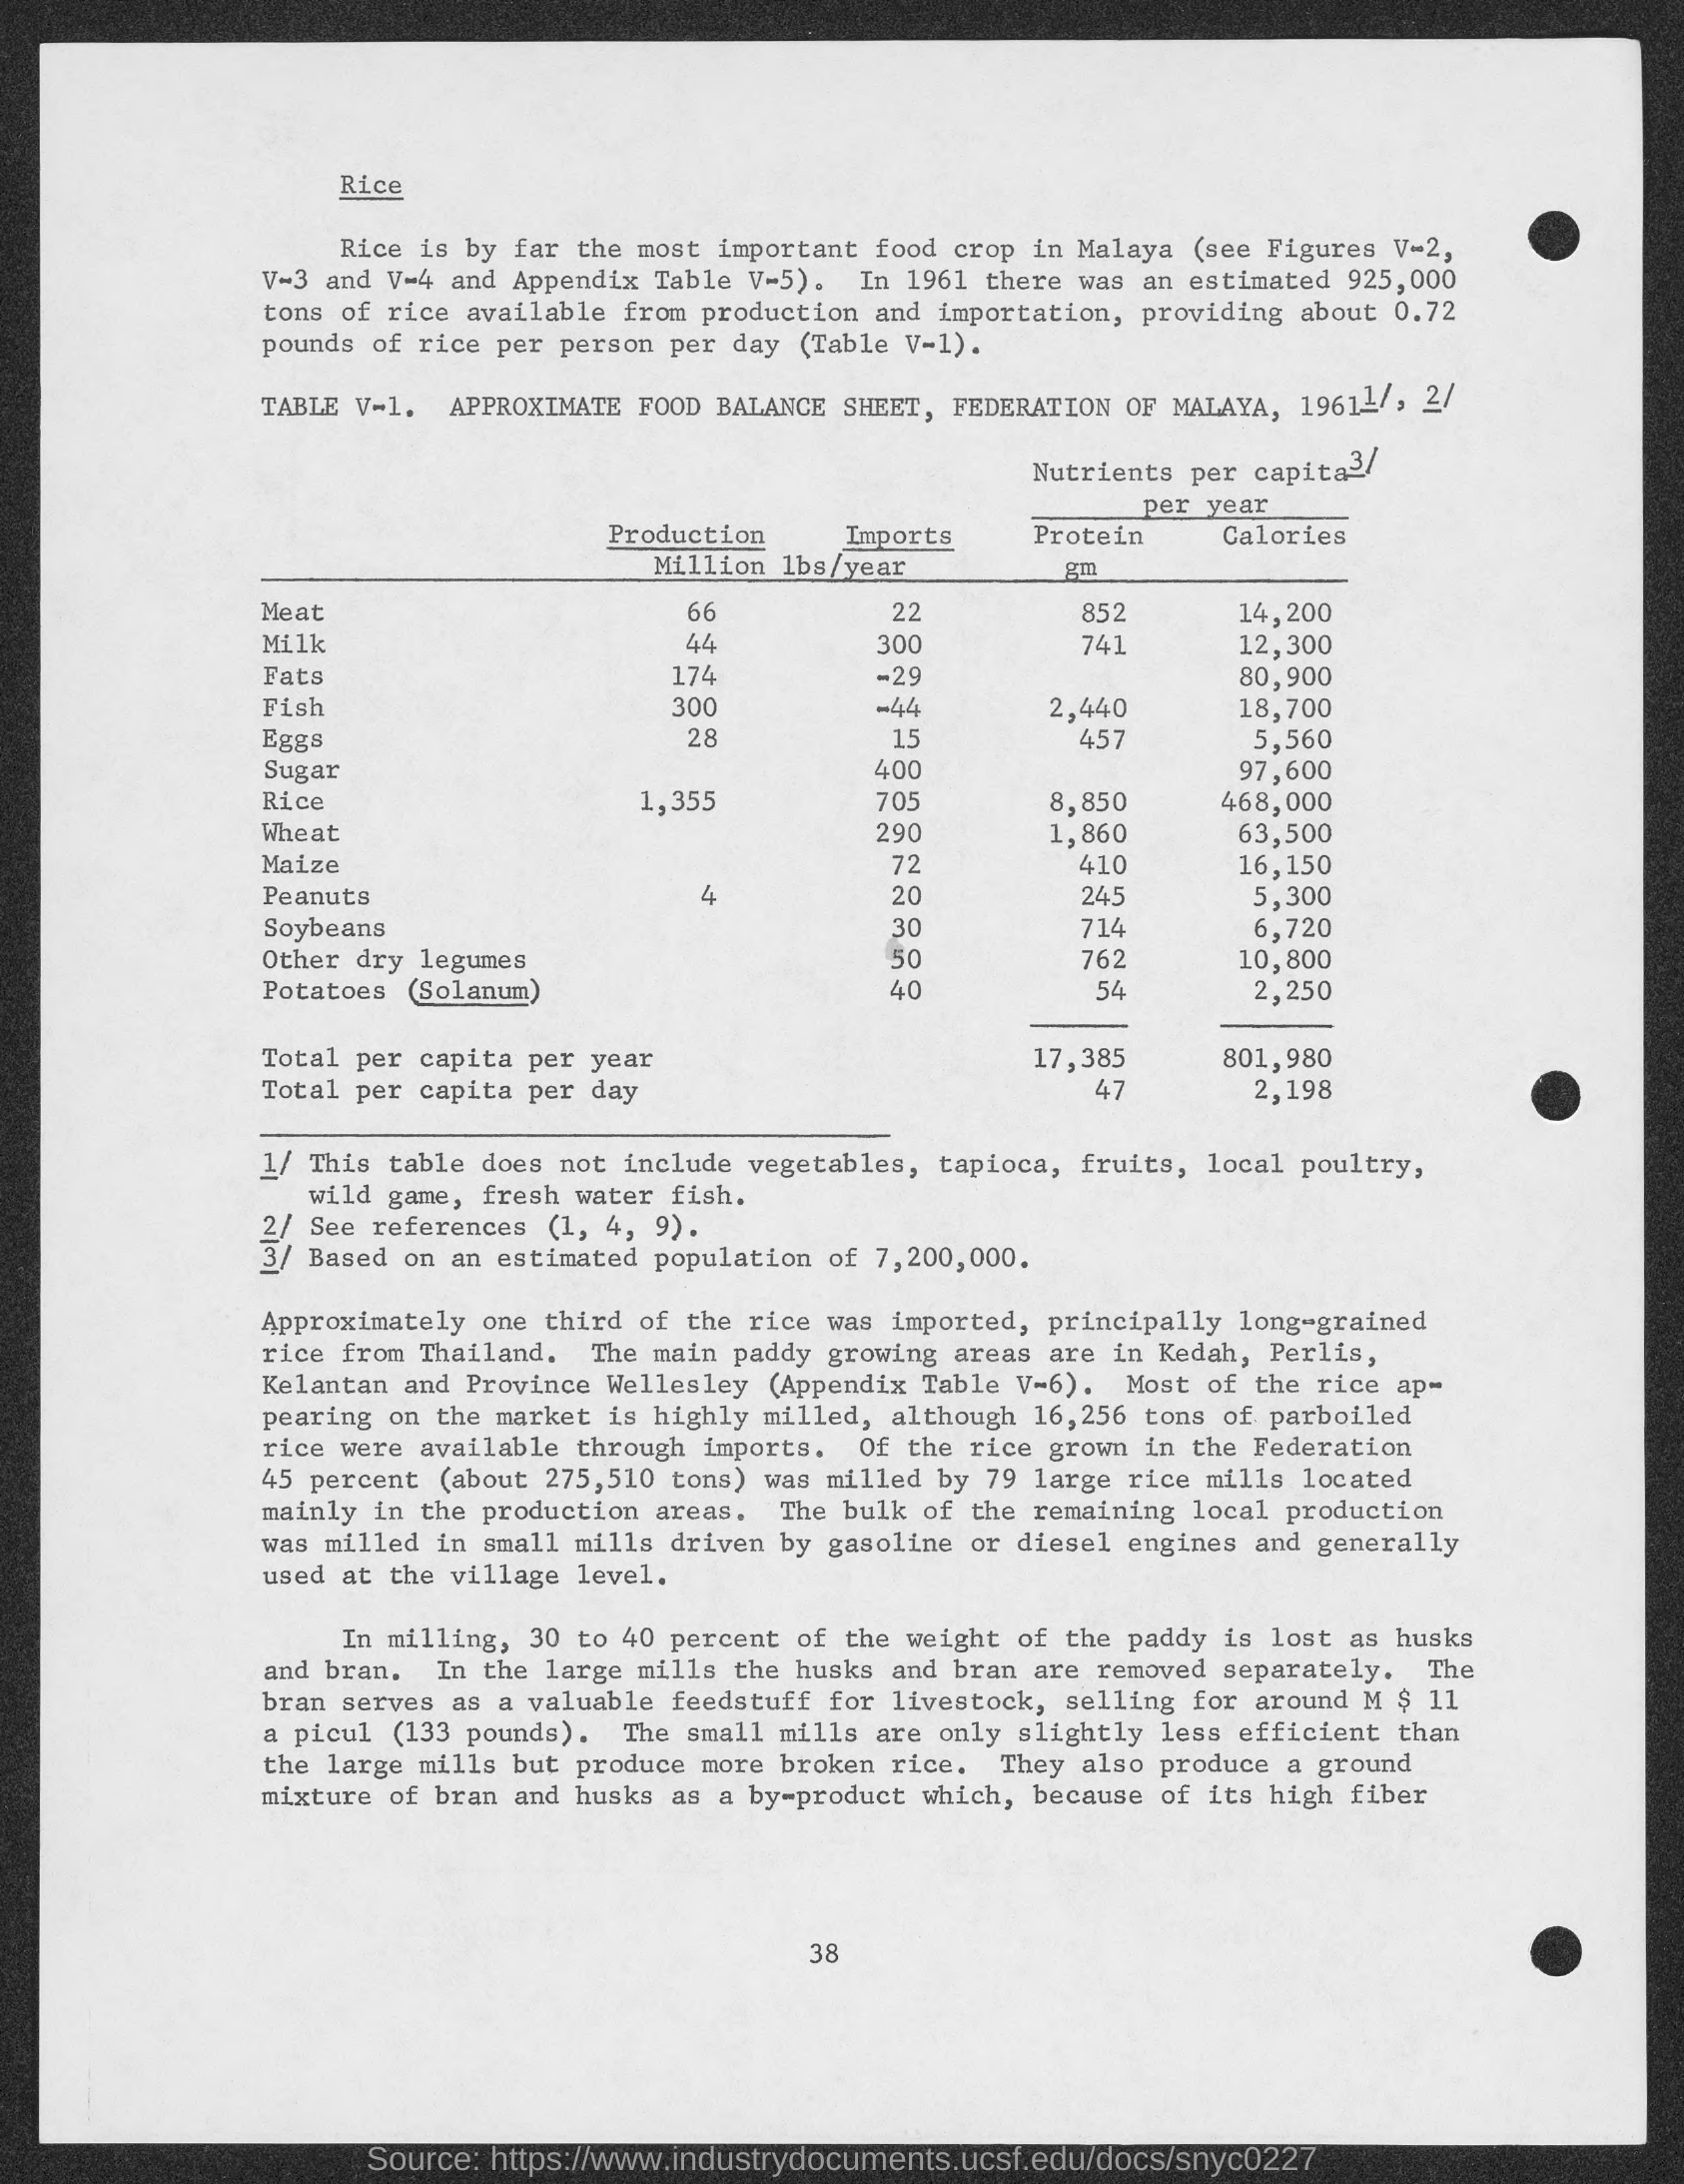 Rice
Rice is by far the most important food crop in Malaya (see Figures V-2,
V-3 and V-4 and Appendix Table V-5). In 1961 there was an estimated 925,000
tons of rice available from production and importation, providing about 0.72
pounds of rice per person per day (Table V-1).
TABLE V-1. APPROXIMATE FOOD BALANCE SHEET, FEDERATION OF MALAYA, 1961 1/, 2/
Nutrients per capita 3/
per year
Production Imports Protein Calories
Million lbs/year gm
Meat 66 22 852 14,200
Milk 44 300 741 12,300
Fats 174 -29 80,900
Fish 300 -44 2,440 18,700
Eggs 28 15 457 5,560
Sugar 400 97,600
Rice 1,355 705 8,850 468,000
Wheat 290 1,860 63,500
Maize 72 410 16,150
Peanuts 4 20 245 5,300
Soybeans 30 714 6,720
Other dry legumes 50 762 10,800
Potatoes (Solanum) 40 54 2,250
Total per capita per year 17,385 801,980
Total per capita per day 47 2,198
1/ This table does not include vegetables, tapioca, fruits, local poultry,
wild game, fresh water fish.
2/ See references (1, 4, 9).
3/ Based on an estimated population of 7,200,000.
Approximately one third of the rice was imported, principally long-grained
rice from Thailand. The main paddy growing areas are in Kedah, Perlis,
Kelantan and Province Wellesley (Appendix Table V-6). Most of the rice ap-
pearing on the market is highly milled, although 16,256 tons of parboiled
rice were available through imports. Of the rice grown in the Federation
45 percent (about 275,510 tons) was milled by 79 large rice mills located
mainly in the production areas. The bulk of the remaining local production
was milled in small mills driven by gasoline or diesel engines and generally
used at the village level.
In milling, 30 to 40 percent of the weight of the paddy is lost as husks
and bran. In the large mills the husks and bran are removed separately. The
bran serves as a valuable feedstuff for livestock, selling for around M $ 11
a picul (133 pounds). The small mills are only slightly less efficient than
the large mills but produce more broken rice. They also produce a ground
mixture of bran and husks as a by-product which, because of its high fiber
38
Source: https://www.industrydocuments.ucsf.edu/docs/snyc0227